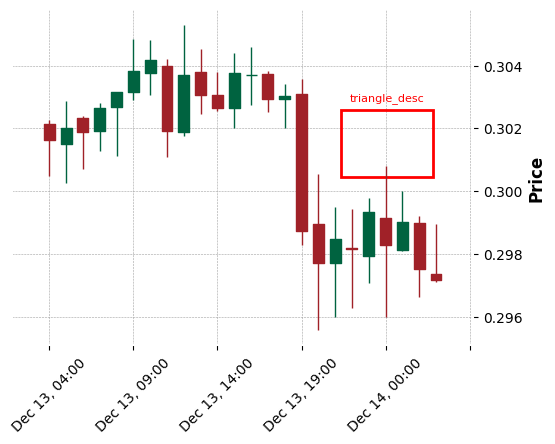 triangle_desc
0.304
0.302
0.300
0.298
0.296
Price
Dec 13, 04:00
Dec 13, 09:00
Dec 13, 14:00
Dec 13, 19:00
Dec 14, 00:00